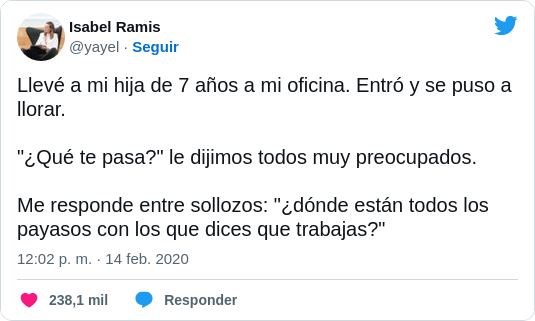 Isabel Ramis
@yayel · Seguir
Llevé a mi hija de 7 años a mi oficina. Entró y se puso a
llorar.
"¿Qué te pasa?" le dijimos todos muy preocupados.
Me responde entre sollozos: "¿dónde están todos los
payasos con los que dices que trabajas?"
12:02 p. m. · 14 feb. 2020
238,1 mil Responder